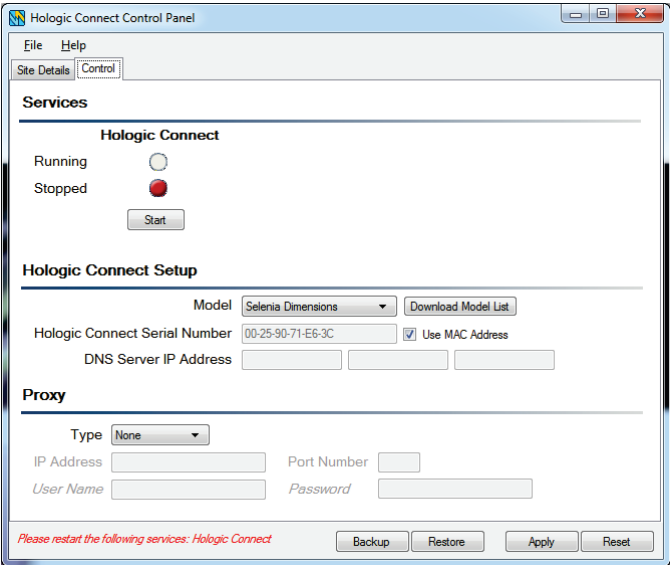 Hologic Connect Control Panel
File Help
Site Details Control
Services
Hologic Connect
Running
Stopped
Start
Hologic Connect Setup
Model Selenia Dimensions Download Model List
Hologic Connect Serial Number 00-25-90-71-E6-3C Use MAC Address
DNS Server IP Address
Proxy
Type None
IP Address Port Number
User Name Password
Please restart the following services: Hologic Connect Backup Restore Apply Reset